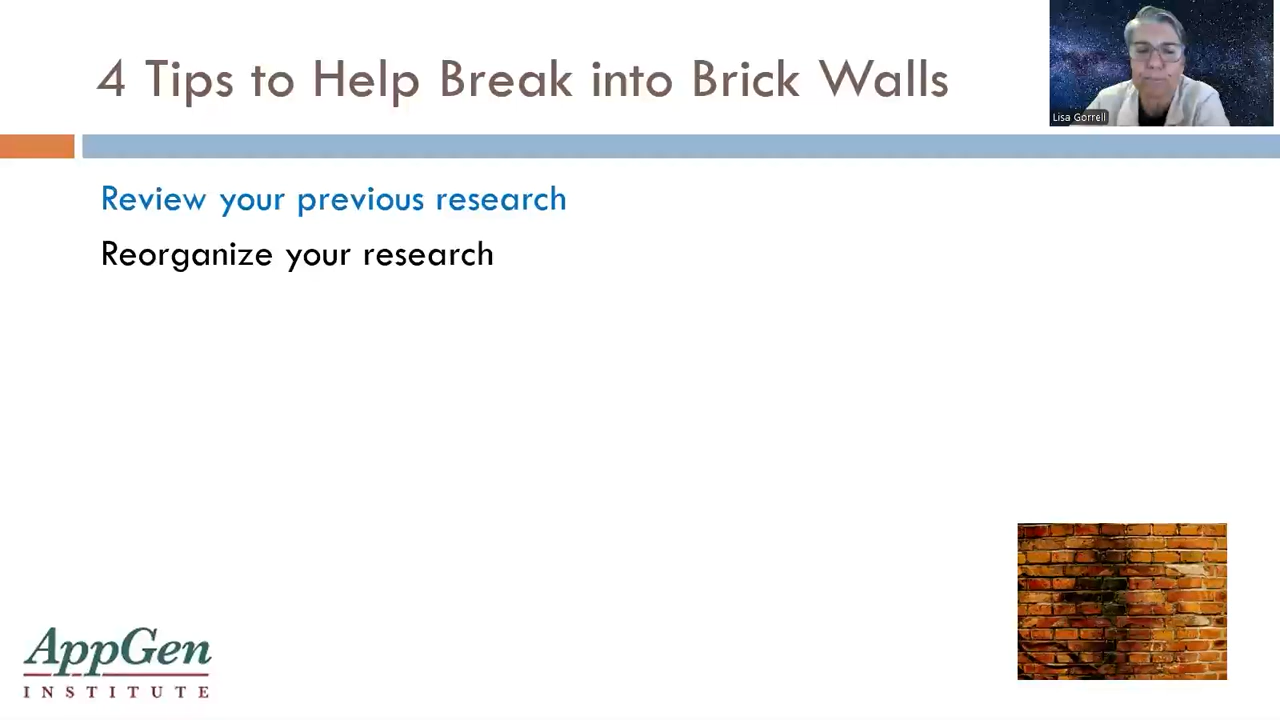 4 Tips to Help Break into Brick Walls
Lisa Gorrell
Review your previous research
Reorganize your research
AppGen
INSTITUTE